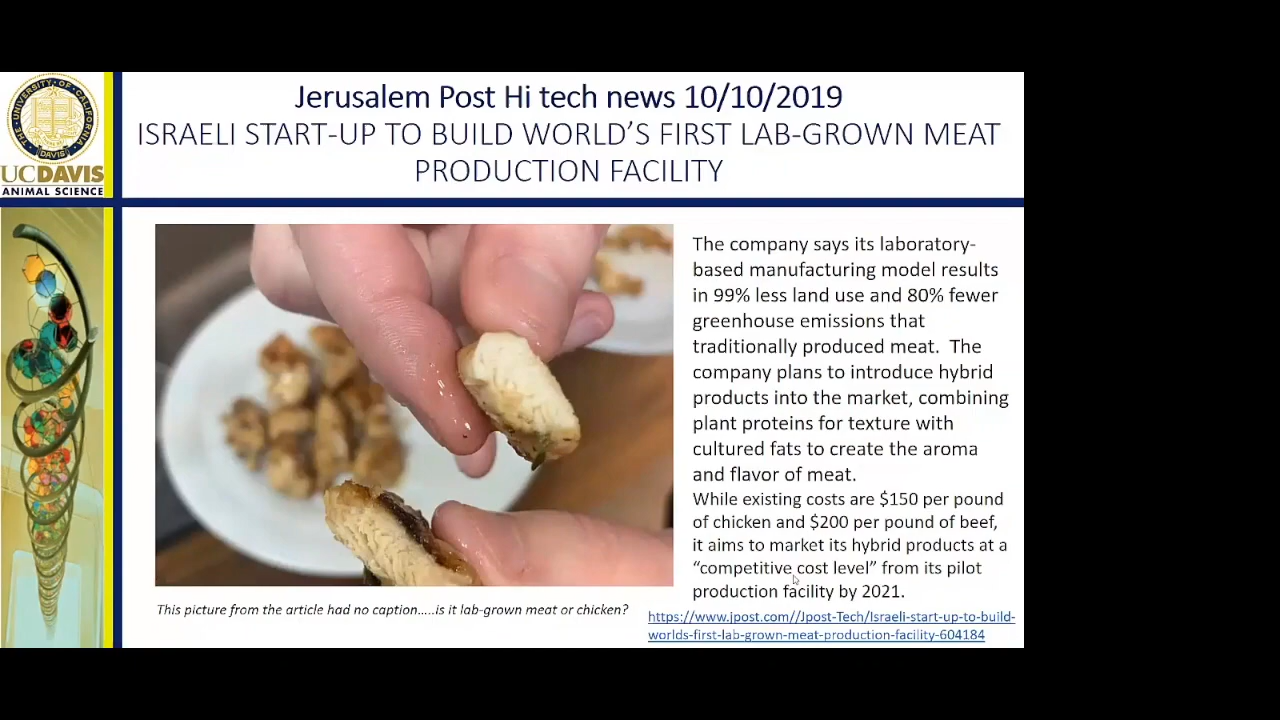 Jerusalem Post Hi tech news 10/10/2019
ISRAELI START-UP TO BUILD WORLD’S FIRST LAB-GROWN MEAT
PRODUCTION FACILITY
THE UNIVERSITY OF CALIFORNIA
DAVIS
UCDAVIS
ANIMAL SCIENCE
The company says its laboratory-
based manufacturing model results
in 99% less land use and 80% fewer
greenhouse emissions that
traditionally produced meat.  The
company plans to introduce hybrid
products into the market, combining
plant proteins for texture with
cultured fats to create the aroma
and flavor of meat.
While existing costs are $150 per pound
of chicken and $200 per pound of beef,
it aims to market its hybrid products at a
“competitive cost level” from its pilot
production facility by 2021.
This picture from the article had no caption…..is it lab-grown meat or chicken?
https://www.jpost.com//Jpost-Tech/Israeli-start-up-to-build-
worlds-first-lab-grown-meat-production-facility-604184